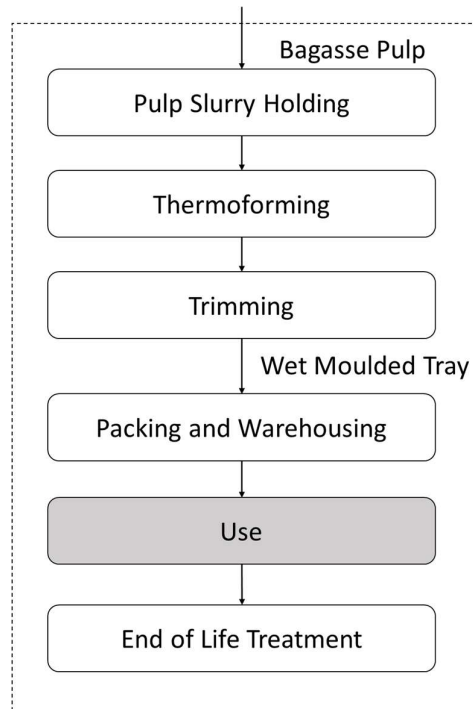 Bagasse Pulp
Pulp Slurry Holding
Thermoforming
Trimming
Wet Moulded Tray
Packing and Warehousing
Use
End of Life Treatment